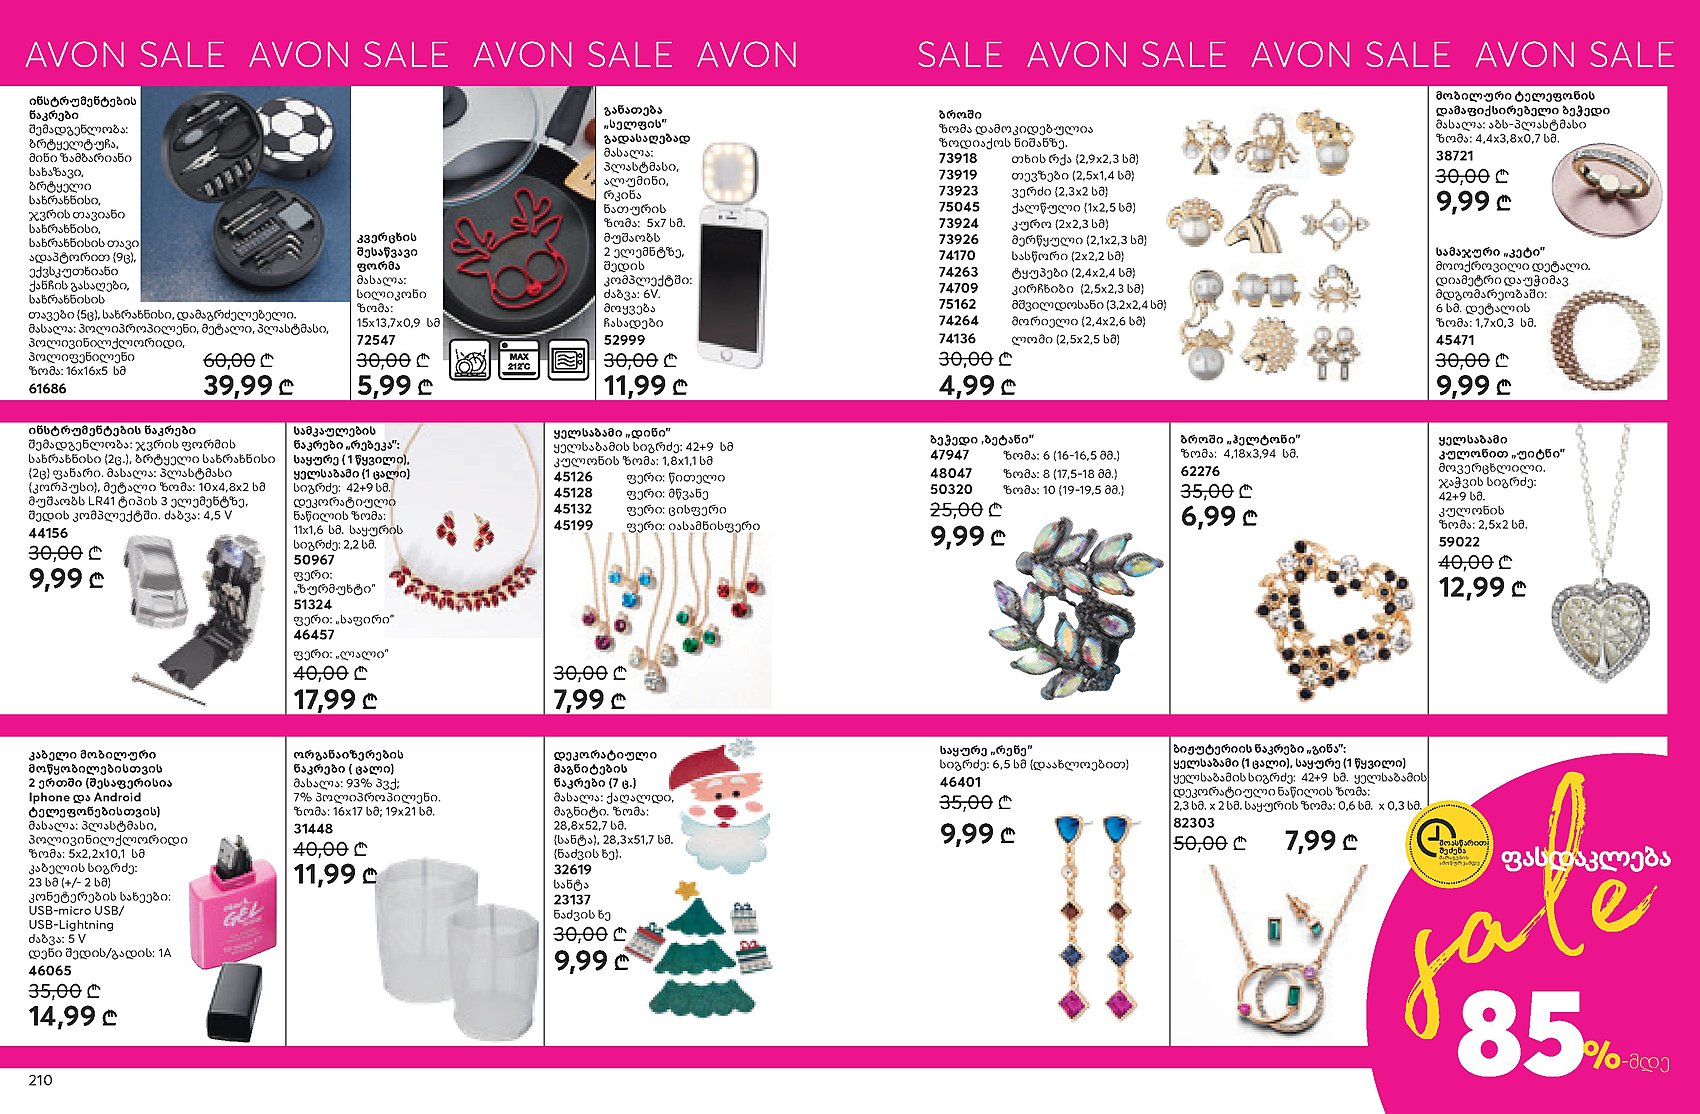 AVON SALE AVON SALE AVON SALE AVON SALE AVON SALE AVON SALE AVON SALE
ინსტრუმენტების
ნაკრები
შემადგენლობა:
ბრტყელტუჩა,
მინი ზამბარიანი
სახაზავი,
ბრტყელი
სახრახნისი,
ჯვრის თავიანი
სახრახნისი,
სახრახნისის თავი
ადაპტორით (9ც),
ექვსკუთხიანი
ქანჩის გასაღები,
სახრახნისის
თავები (5ც), სახრახნისი, დამაგრძელებელი.
მასალა: პოლიპროპილენი, მეტალი, პლასტმასი,
პოლივინილქლორიდი,
პოლიფენილენი
ზომა: 16x16x5 სმ
61686
60,00 ₾
39,99 ₾
კვერცხის
შესაწვავი
ფორმა
მასალა:
სილიკონი
ზომა:
15x13,7x0,9 სმ
72547
30,00 ₾
5,99 ₾
MAX
212°C
განათება
„სელფის"
გადასაღებად
მასალა:
პლასტმასი,
ალუმინი,
რკინა
ნათურის
ზომა: 5x7 სმ.
მუშაობს
2 ელემნტზე,
შედის
კომპლექტში:
ძაბვა: 6V.
მოყვება
ჩასადები
52999
30,00 ₾
11,99 ₾
ბროში
ზომა დამოკიდებულია
ზოდიაქოს ნიშანზე.
73918 თხის რქა (2,9x2,3 სმ)
73919 თევზები (2,5x1,4 სმ)
73923 ვერძი (2,3x2 სმ)
75045 ქალწული (1x2,5 სმ)
73924 კურო (2x2,3 სმ)
73926 მერწყული (2,1x2,3 სმ)
74170 სასწორი (2x2,2 სმ)
74263 ტყუპები (2,4x2,4 სმ)
74709 კირჩხიბი (2,5x2,3 სმ)
75162 მშვილდოსანი (3,2x2,4 სმ)
74264 მორიელი (2,4x2,6 სმ)
74136 ლომი (2,5x2,5 სმ)
30,00 ₾
4,99 ₾
მობილური ტელეფონის
დამაფიქსირებელი ბეჭედი
მასალა: აბს-პლასტმასი
ზომა: 4,4x3,8x0,7 სმ.
38721
30,00 ₾
9,99 ₾
სამაჯური „კეტი"
მოოქროვილი დეტალი.
დიამეტრი დაუჭიმავ
მდგომარეობაში:
6 სმ. დეტალის
ზომა: 1,7x0,3 სმ.
45471
30,00 ₾
9,99 ₾
ინსტრუმენტების ნაკრები
შემადგენლობა: ჯვრის ფორმის
სახრახნისი (2ც.), ბრტყელი სახრახნისი
(2ც) ფანარი. მასალა: პლასტმასი
(კორპუსი), მეტალი ზომა: 10x4,8x2 სმ
მუშაობს LR41 ტიპის 3 ელემენტზე,
შედის კომპლექტში. ძაბვა: 4,5 V
44156
30,00 ₾
9,99 ₾
სამკაულების
ნაკრები „რებეკა":
საყურე (1 წყვილი),
ყელსაბამი (1 ცალი)
სიგრძე: 42+9 სმ.
დეკორატიული
ნაწილის ზომა:
11x1,6 სმ. საყურის
სიგრძე: 2,2 სმ.
50967
ფერი:
„ზურმუხტი"
51324
ფერი: „საფირი"
46457
ფერი: „ლალი"
40,00 ₾
17,99 ₾
ყელსაბამი „დინი"
ყელსაბამის სიგრძე: 42+9 სმ
კულონის ზომა: 1,8x1,1 სმ
45126 ფერი: წითელი
45128 ფერი: მწვანე
45132 ფერი: ცისფერი
45199 ფერი: იასამნისფერი
30,00 ₾
7,99 ₾
ბეჭედი „ბეტანი"
47947 ზომა: 6 (16-16,5 მმ.)
48047 ზომა: 8 (17,5-18 მმ.)
50320 ზომა: 10 (19-19,5 მმ.)
25,00 ₾
9,99 ₾
ბროში „ჰელტონი"
ზომა: 4,18x3,94 სმ.
62276
35,00 ₾
6,99 ₾
ყელსაბამი
კულონით „უიტნი"
მოვერცხლილი.
ჯაჭვის სიგრძე:
42+9 სმ.
კულონის
ზომა: 2,5x2 სმ.
59022
40,00 ₾
12,99 ₾
კაბელი მობილური
მოწყობილებისთვის
2 ერთში (შესაფერისია
Iphone და Android
ტელეფონებისთვის)
მასალა: პლასტმასი,
პოლივინილქლორიდი
ზომა: 5x2,2x10,1 სმ
კაბელის სიგრძე:
23 სმ (+/- 2 სმ)
კონეტერების სახეები:
USB-micro USB/
USB-Lightning
ძაბვა: 5 V
დენი შედის/გადის: 1A
46065
35,00 ₾
14,99 ₾
GEL
ორგანაიზერების
ნაკრები ( ცალი)
მასალა: 93% პვქ;
7% პოლიპროპილენი.
ზომა: 16x17 სმ; 19x21 სმ.
31448
40,00 ₾
11,99 ₾
დეკორატიული
მაგნიტების
ნაკრები (7 ც.)
მასალა: ქაღალდი,
მაგნიტი. ზომა:
28,8x52,7 სმ.
(სანტა), 28,3x51,7 სმ.
(ნაძვის ხე).
32619
სანტა
23137
ნაძვის ხე
30,00 ₾
9,99 ₾
საყურე „რენე"
სიგრძე: 6,5 სმ (დაახლოებით)
46401
35,00 ₾
9,99 ₾
ბიჟუტერიის ნაკრები „გინა":
ყელსაბამი (1 ცალი), საყურე (1 წყვილი)
ყელსაბამის სიგრძე: 42+9 სმ. ყელსაბამის
დეკორატიული ნაწილის ზომა:
2,3 სმ. x 2 სმ. საყურის ზომა: 0,6 სმ. x 0,3 სმ.
82303
50,00 ₾
7,99 ₾
მოასწარით
შეძენა
ფასდაკლება
sale
85%-მდე
210